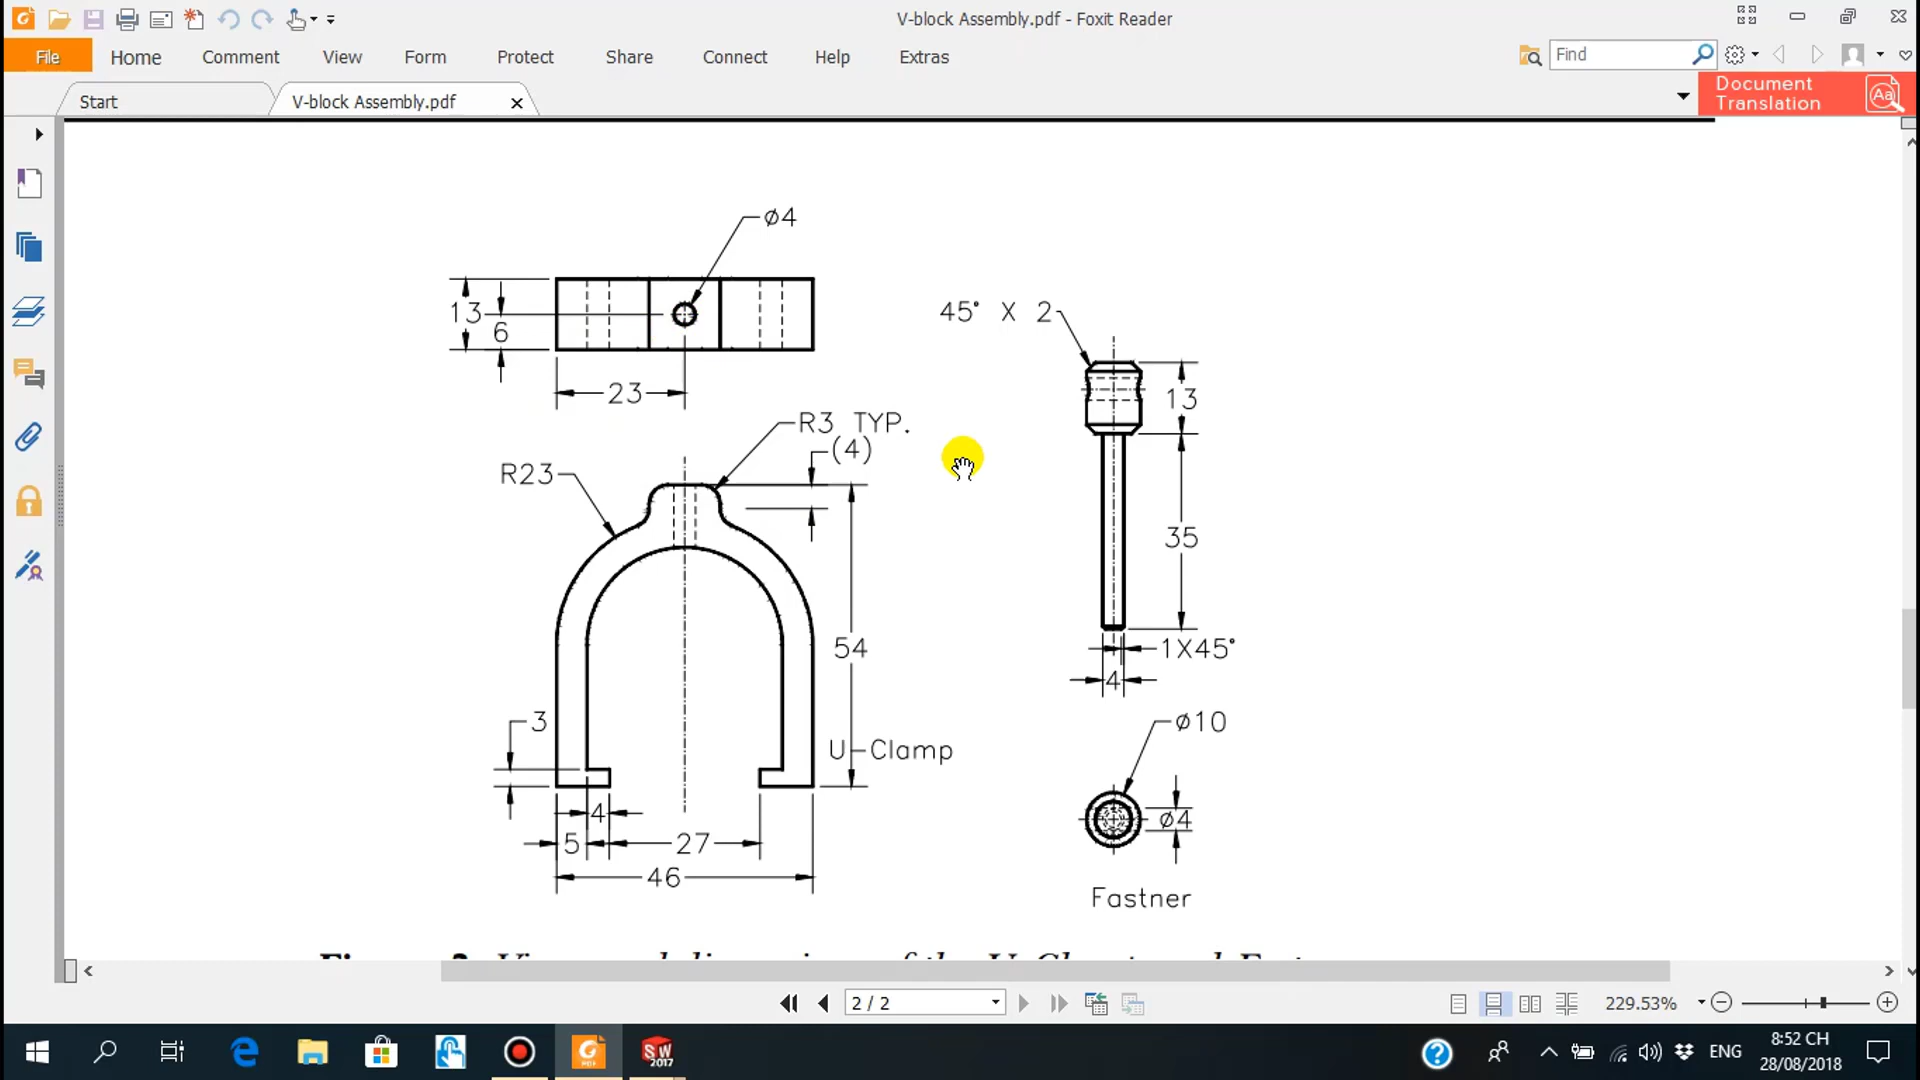 V-block Assembly.pdf - Foxit Reader
File Home Comment View Form Protect Share Connect Help Extras
Find
Start
V-block Assembly.pdf
Document
Translation
ø4
13
6
23
45° X 2
13
35
1X45°
4
R3 TYP.
(4)
R23
54
3
U-Clamp
4
5
27
46
ø10
ø4
Fastner
2 / 2
229.53%
SW
2017
PDF
ENG
8:52 CH
28/08/2018